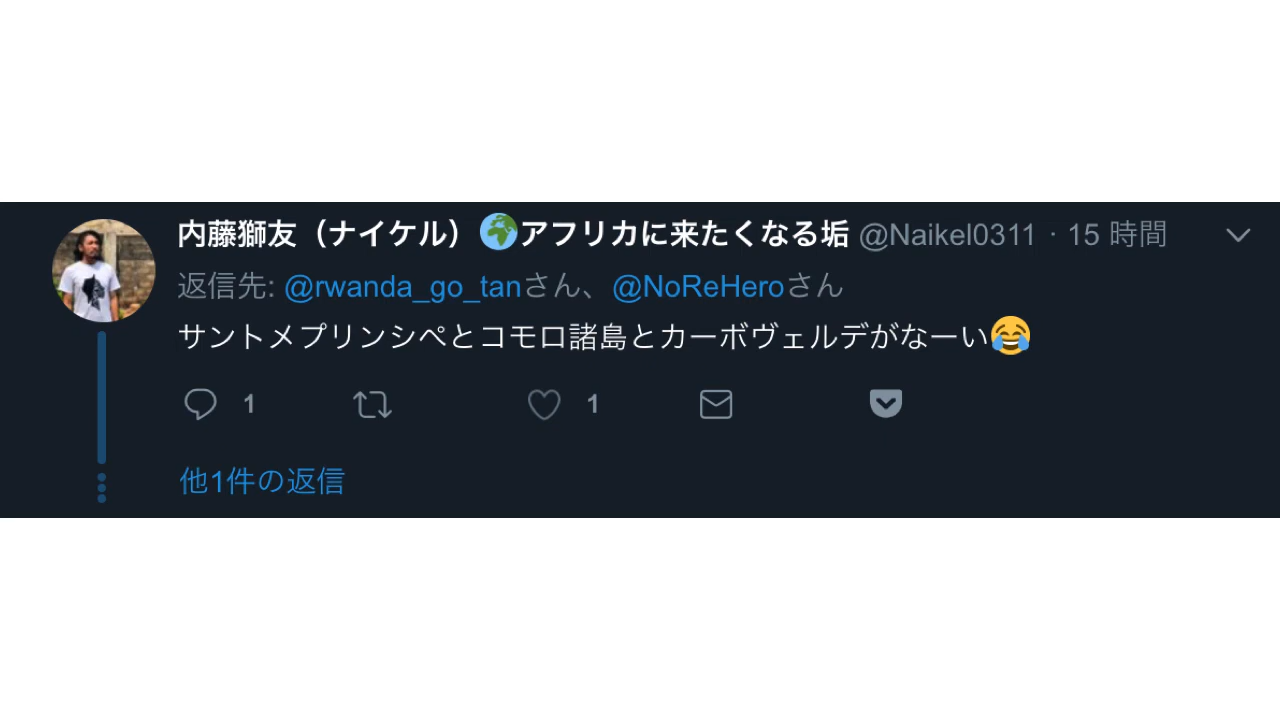 内藤獅友（ナイケル）🌍アフリカに来たくなる垢 @Naikel0311 · 15 時間
返信先: @rwanda_go_tanさん、 @NoReHeroさん
サントメプリンシペとコモロ諸島とカーボヴェルデがなーい😂
1 1
他1件の返信